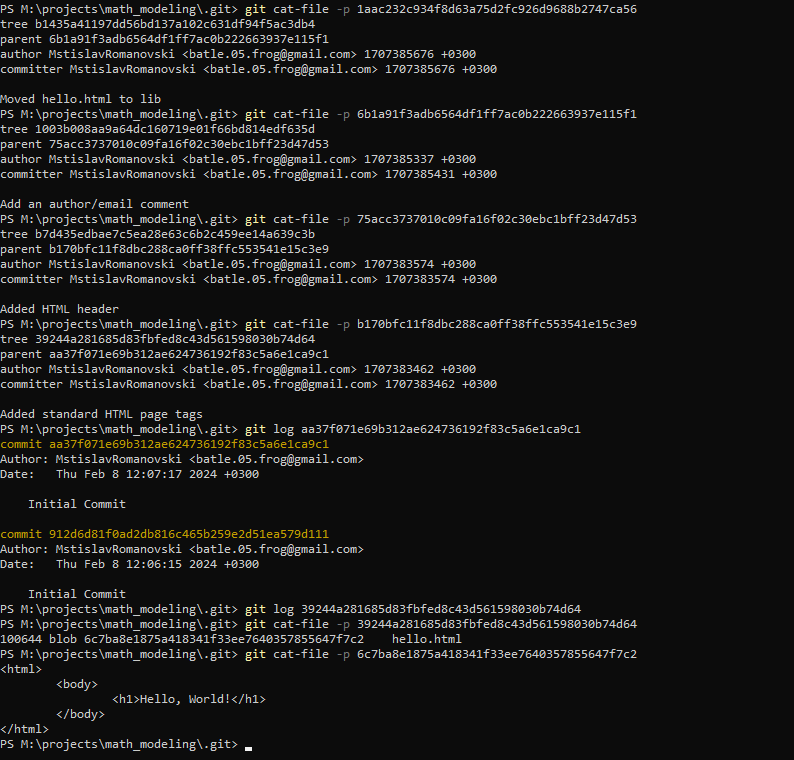 PS M:\projects\math_modeling\.git> git cat-file -p 1aac232c934f8d63a75d2fc926d9688b2747ca56
tree b1435a41197dd56bd137a102c631df94f5ac3db4
parent 6b1a91f3adb6564df1ff7ac0b222663937e115f1
author MstislavRomanovski <batle.05.frog@gmail.com> 1707385676 +0300
committer MstislavRomanovski <batle.05.frog@gmail.com> 1707385676 +0300

Moved hello.html to lib
PS M:\projects\math_modeling\.git> git cat-file -p 6b1a91f3adb6564df1ff7ac0b222663937e115f1
tree 1003b008aa9a64dc160719e01f66bd814edf635d
parent 75acc3737010c09fa16f02c30ebc1bff23d47d53
author MstislavRomanovski <batle.05.frog@gmail.com> 1707385337 +0300
committer MstislavRomanovski <batle.05.frog@gmail.com> 1707385431 +0300

Add an author/email comment
PS M:\projects\math_modeling\.git> git cat-file -p 75acc3737010c09fa16f02c30ebc1bff23d47d53
tree b7d435edbae7c5ea28e63c6b2c459ee14a639c3b
parent b170bfc11f8dbc288ca0ff38ffc553541e15c3e9
author MstislavRomanovski <batle.05.frog@gmail.com> 1707383574 +0300
committer MstislavRomanovski <batle.05.frog@gmail.com> 1707383574 +0300

Added HTML header
PS M:\projects\math_modeling\.git> git cat-file -p b170bfc11f8dbc288ca0ff38ffc553541e15c3e9
tree 39244a281685d83fbfed8c43d561598030b74d64
parent aa37f071e69b312ae624736192f83c5a6e1ca9c1
author MstislavRomanovski <batle.05.frog@gmail.com> 1707383462 +0300
committer MstislavRomanovski <batle.05.frog@gmail.com> 1707383462 +0300

Added standard HTML page tags
PS M:\projects\math_modeling\.git> git log aa37f071e69b312ae624736192f83c5a6e1ca9c1
commit aa37f071e69b312ae624736192f83c5a6e1ca9c1
Author: MstislavRomanovski <batle.05.frog@gmail.com>
Date:   Thu Feb 8 12:07:17 2024 +0300

    Initial Commit

commit 912d6d81f0ad2db816c465b259e2d51ea579d111
Author: MstislavRomanovski <batle.05.frog@gmail.com>
Date:   Thu Feb 8 12:06:15 2024 +0300

    Initial Commit
PS M:\projects\math_modeling\.git> git log 39244a281685d83fbfed8c43d561598030b74d64
PS M:\projects\math_modeling\.git> git cat-file -p 39244a281685d83fbfed8c43d561598030b74d64
100644 blob 6c7ba8e1875a418341f33ee7640357855647f7c2    hello.html
PS M:\projects\math_modeling\.git> git cat-file -p 6c7ba8e1875a418341f33ee7640357855647f7c2
<html>
        <body>
                <h1>Hello, World!</h1>
        </body>
</html>
PS M:\projects\math_modeling\.git>